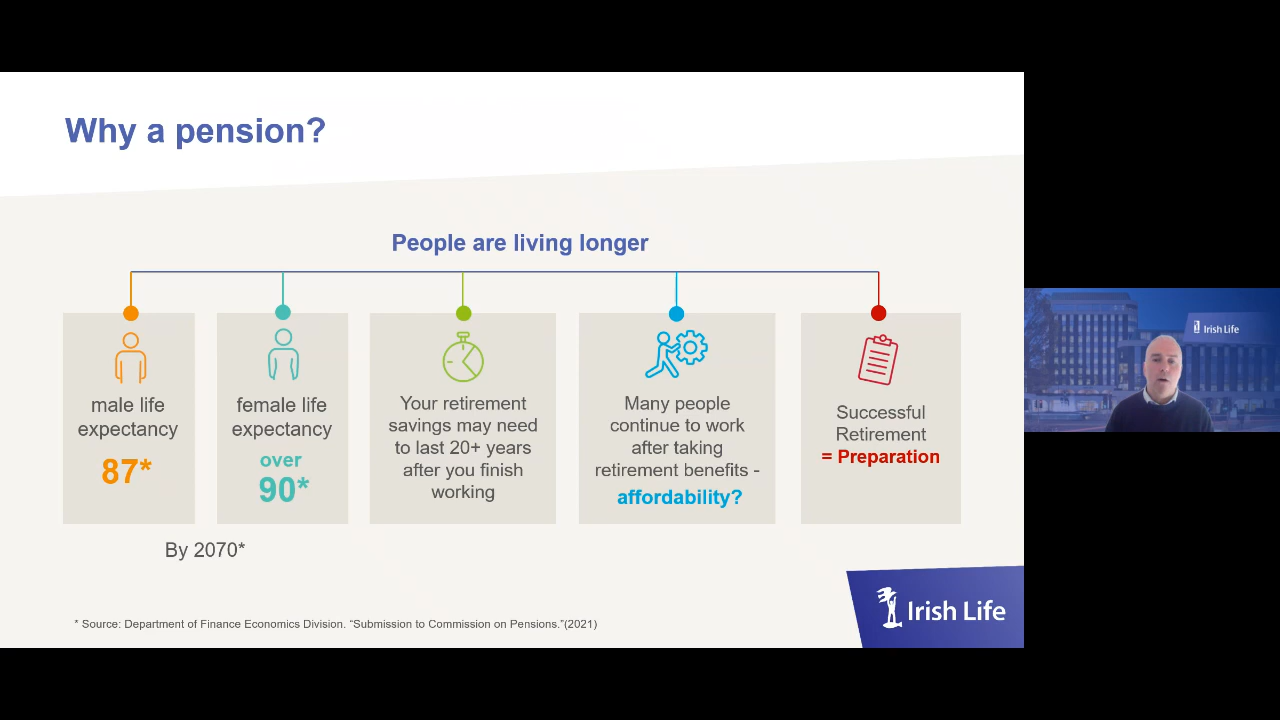 Why a pension?
People are living longer
male life
expectancy
87*
female life
expectancy
over
90*
Your retirement
savings may need
to last 20+ years
after you finish
working
Many people
continue to work
after taking
retirement benefits -
affordability?
Successful
Retirement
= Preparation
By 2070*
* Source: Department of Finance Economics Division. “Submission to Commission on Pensions.”(2021)
Irish Life
Irish Life